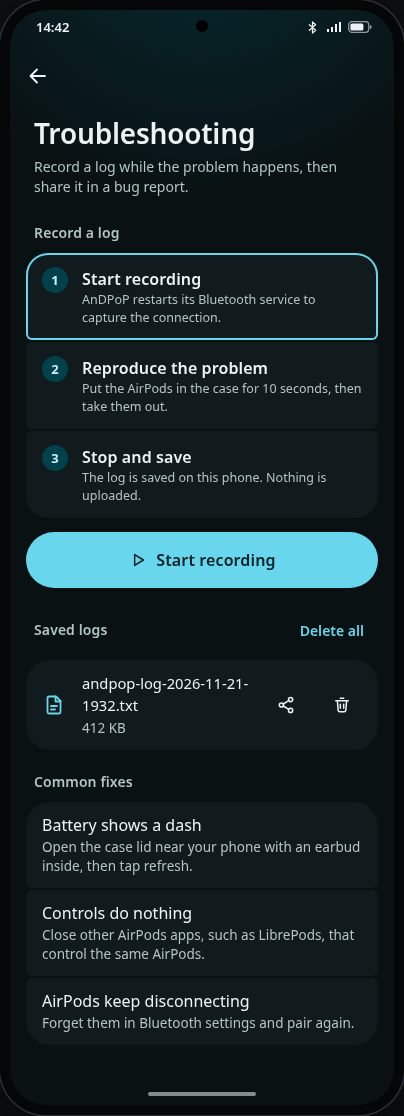 14:42
Troubleshooting
Record a log while the problem happens, then
share it in a bug report.
Record a log
1
Start recording
AnDPoP restarts its Bluetooth service to
capture the connection.
2
Reproduce the problem
Put the AirPods in the case for 10 seconds, then
take them out.
3
Stop and save
The log is saved on this phone. Nothing is
uploaded.
Start recording
Saved logs
Delete all
andpop-log-2026-11-21-
1932.txt
412 KB
Common fixes
Battery shows a dash
Open the case lid near your phone with an earbud
inside, then tap refresh.
Controls do nothing
Close other AirPods apps, such as LibrePods, that
control the same AirPods.
AirPods keep disconnecting
Forget them in Bluetooth settings and pair again.